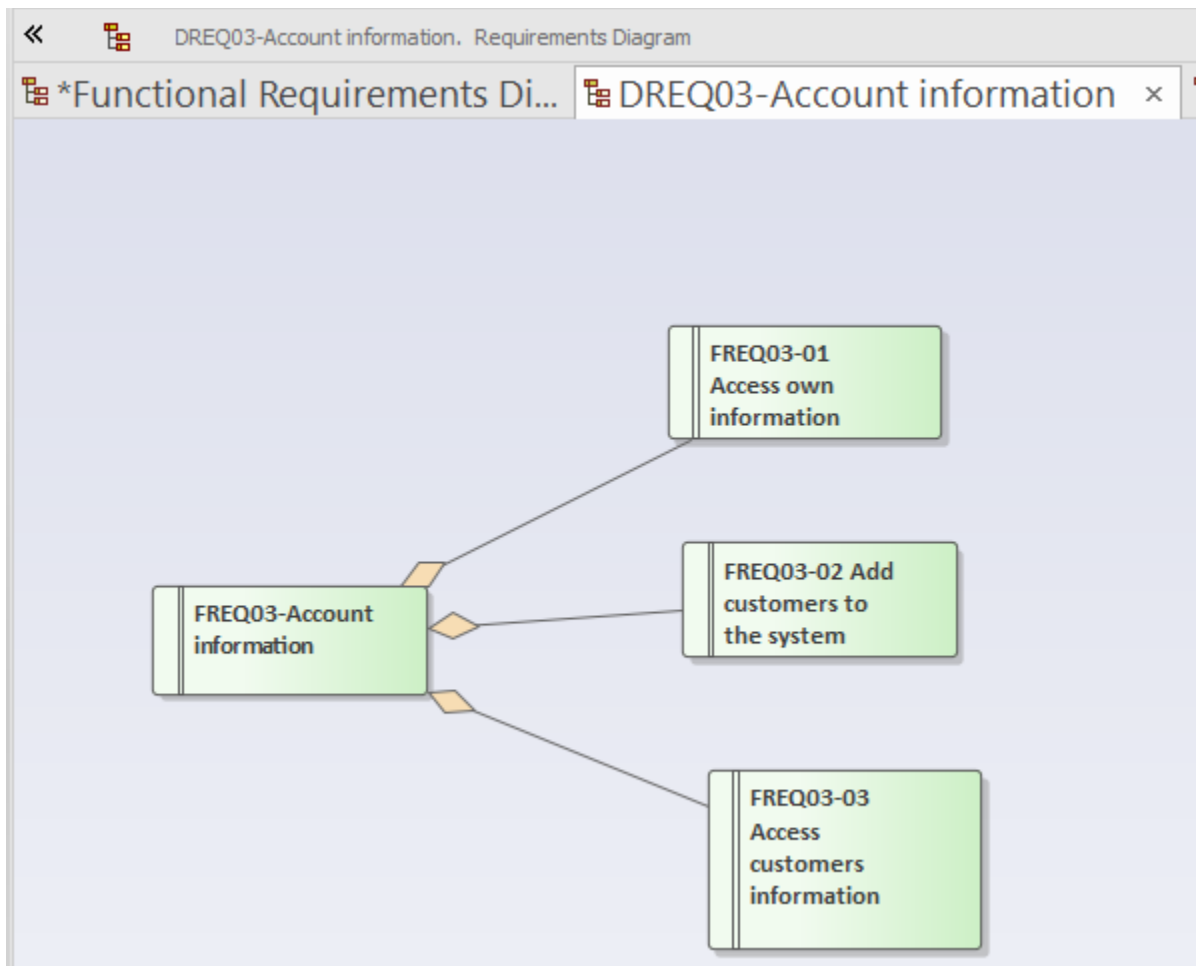 «
DREQ03-Account information. Requirements Diagram
*Functional Requirements Di... DREQ03-Account information ×
FREQ03-01
Access own
information
FREQ03-02 Add
customers to
the system
FREQ03-Account
information
FREQ03-03
Access
customers
information